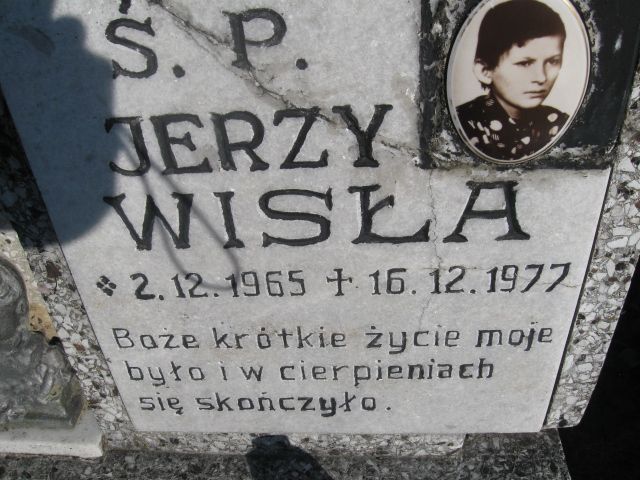 Ś. P.
JERZY
WISŁA
2.12.1965 ✝ 16.12.1977
Boże krótkie życie moje
było i w cierpieniach
się skończyło.